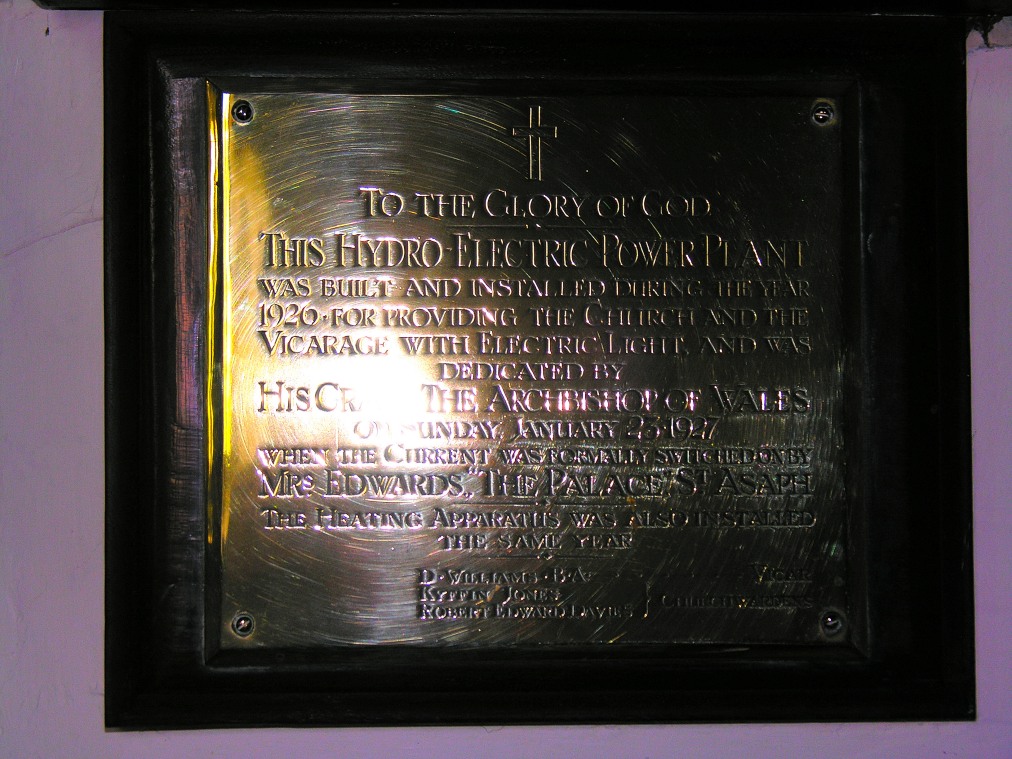 TO THE GLORY OF GOD
THIS HYDRO-ELECTRIC POWER PLANT
WAS BUILT AND INSTALLED DURING THE YEAR
1926·FOR PROVIDING THE CHURCH AND THE
VICARAGE WITH ELECTRIC LIGHT, AND WAS
DEDICATED BY
HIS GRACE THE ARCHBISHOP OF WALES
ON SUNDAY, JANUARY 23·1927
WHEN THE CURRENT WAS FORMALLY SWITCHED ON BY
MRS EDWARDS, "THE PALACE", ST ASAPH
THE HEATING APPARATUS WAS ALSO INSTALLED
THE SAME YEAR
D·WILLIAMS·B·A· VICAR
KYFFIN JONES
ROBERT EDWARD DAVIES } CHURCHWARDENS